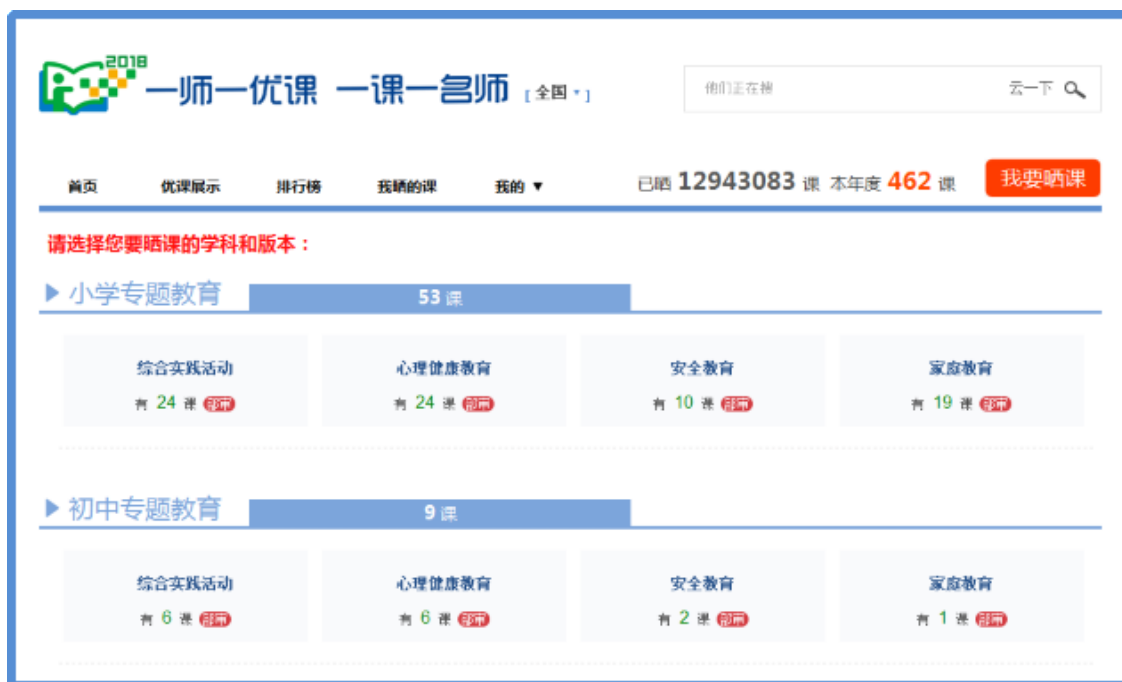 2018
一师一优课 一课一名师 [ 全国 ▾ ]
他们正在搜 云一下
首页 优课展示 排行榜 我晒的课 我的 ▼ 已晒 12943083 课 本年度 462 课 我要晒课
请选择您要晒课的学科和版本：
小学专题教育 53 课
综合实践活动 心理健康教育 安全教育 家庭教育
有 24 课 有 24 课 有 10 课 有 19 课
初中专题教育 9 课
综合实践活动 心理健康教育 安全教育 家庭教育
有 6 课 有 6 课 有 2 课 有 1 课